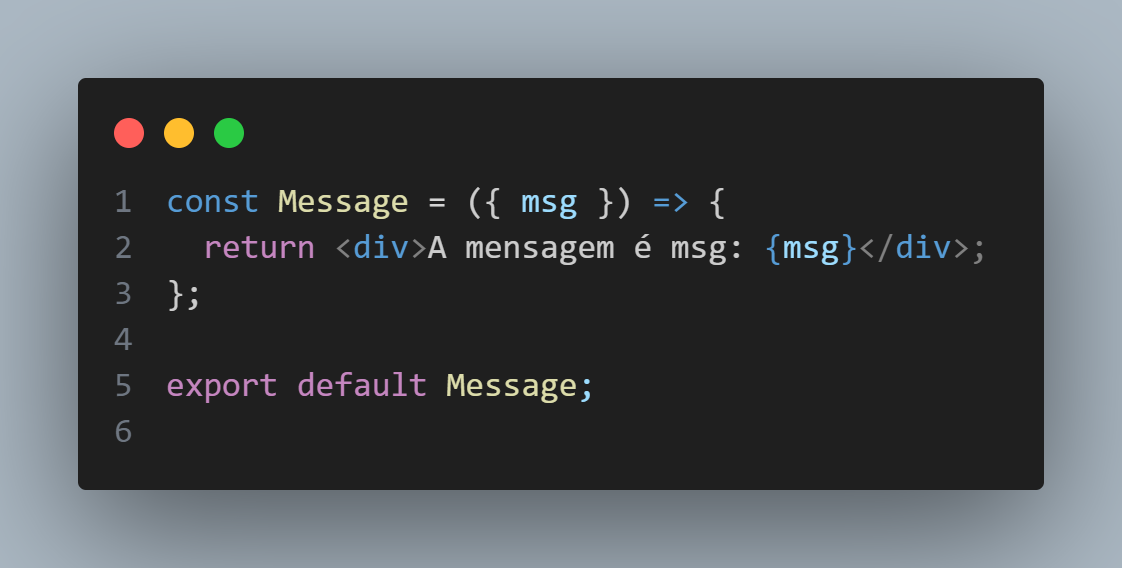 1 const Message = ({ msg }) => {
2   return <div>A mensagem é msg: {msg}</div>;
3 };
4
5 export default Message;
6